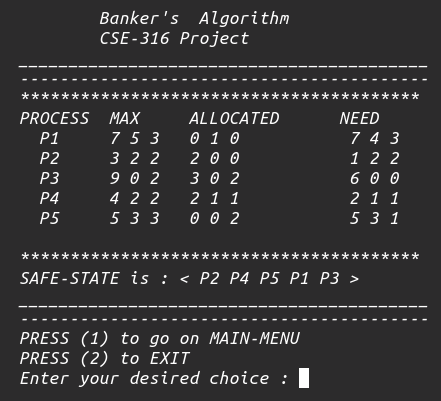 Banker's Algorithm
CSE-316 Project
__________________________________________
-----------------------------------------
****************************************
PROCESS MAX ALLOCATED NEED
P1 7 5 3 0 1 0 7 4 3
P2 3 2 2 2 0 0 1 2 2
P3 9 0 2 3 0 2 6 0 0
P4 4 2 2 2 1 1 2 1 1
P5 5 3 3 0 0 2 5 3 1
****************************************
SAFE-STATE is : < P2 P4 P5 P1 P3 >
__________________________________________
-----------------------------------------
PRESS (1) to go on MAIN-MENU
PRESS (2) to EXIT
Enter your desired choice :